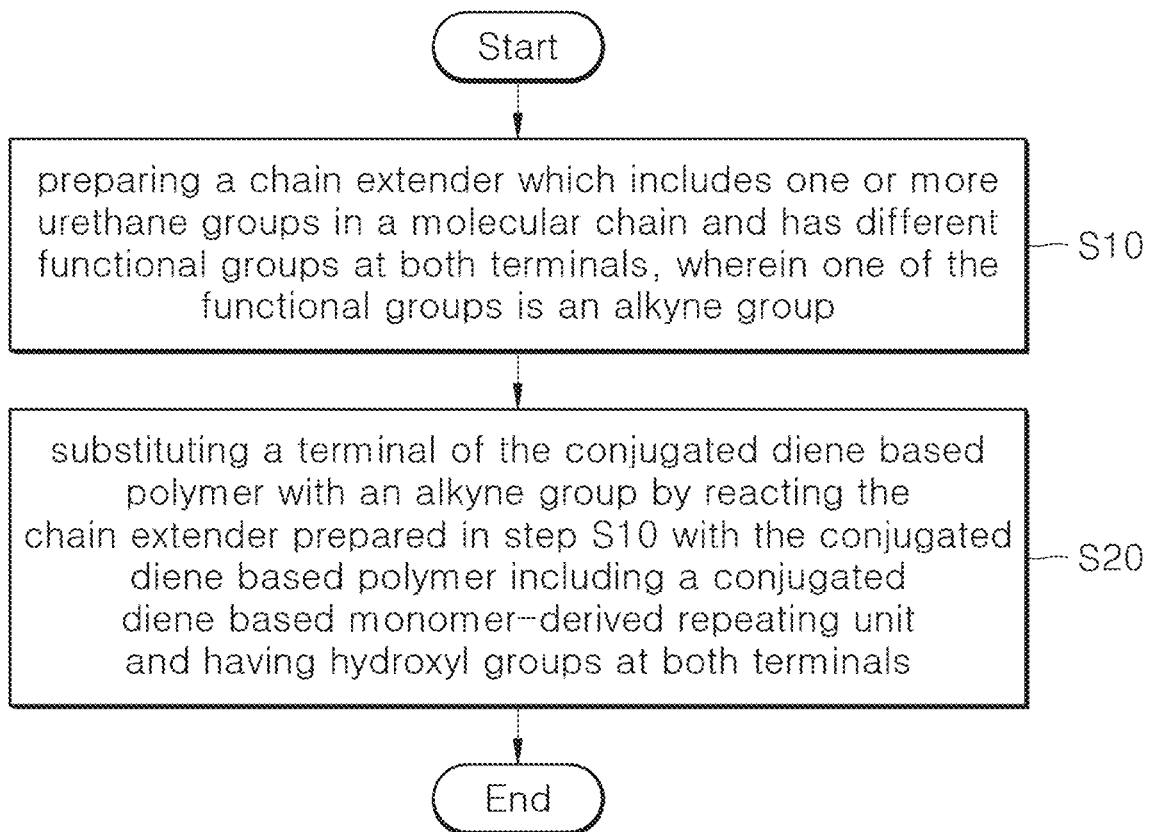 Start
preparing a chain extender which includes one or more
urethane groups in a molecular chain and has different
functional groups at both terminals, wherein one of the
functional groups is an alkyne group
S10
substituting a terminal of the conjugated diene based
polymer with an alkyne group by reacting the
chain extender prepared in step S10 with the conjugated
diene based polymer including a conjugated
diene based monomer-derived repeating unit
and having hydroxyl groups at both terminals
S20
End